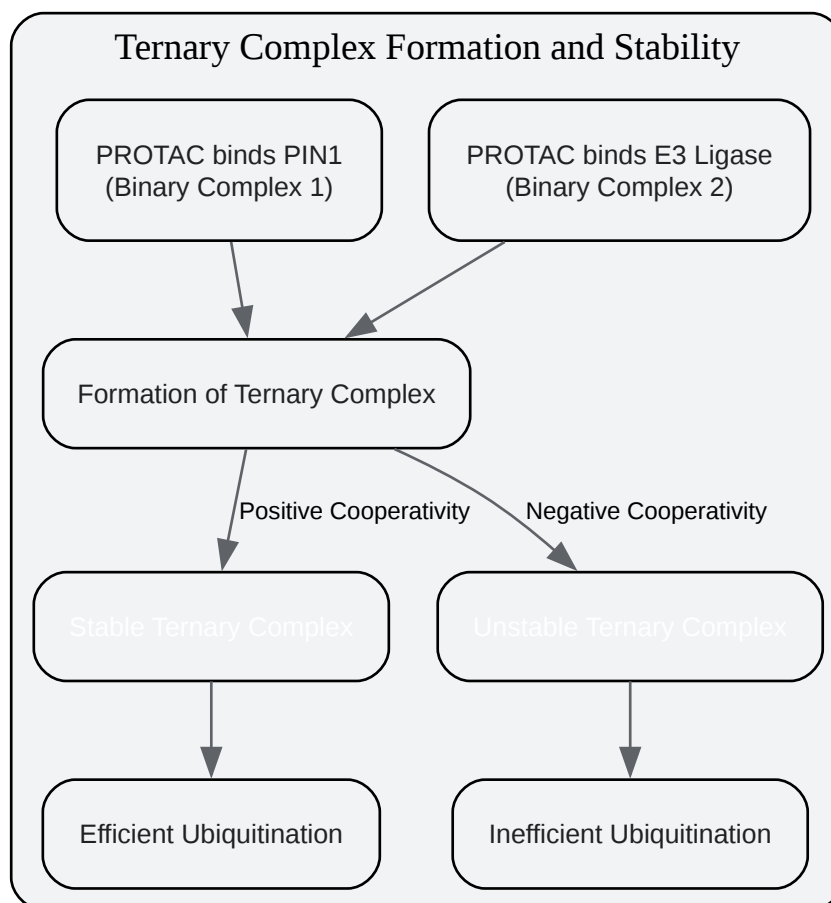 Ternary Complex Formation and Stability
PROTAC binds PIN1
(Binary Complex 1)
PROTAC binds E3 Ligase
(Binary Complex 2)
Formation of Ternary Complex
Positive Cooperativity
Negative Cooperativity
Stable Ternary Complex
Unstable Ternary Complex
Efficient Ubiquitination
Inefficient Ubiquitination